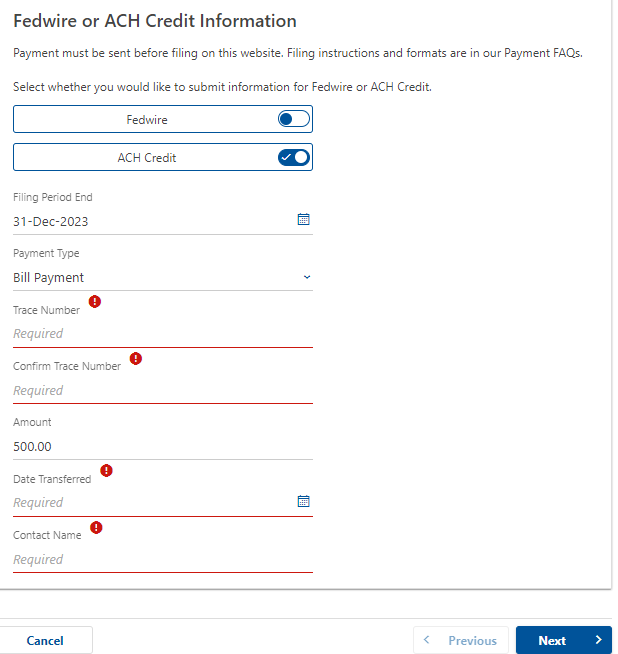 Fedwire or ACH Credit Information
Payment must be sent before filing on this website. Filing instructions and formats are in our Payment FAQs.
Select whether you would like to submit information for Fedwire or ACH Credit.
Fedwire
ACH Credit
Filing Period End
31-Dec-2023
Payment Type
Bill Payment
Trace Number
Required
Confirm Trace Number
Required
Amount
500.00
Date Transferred
Required
Contact Name
Required
Cancel
Previous
Next